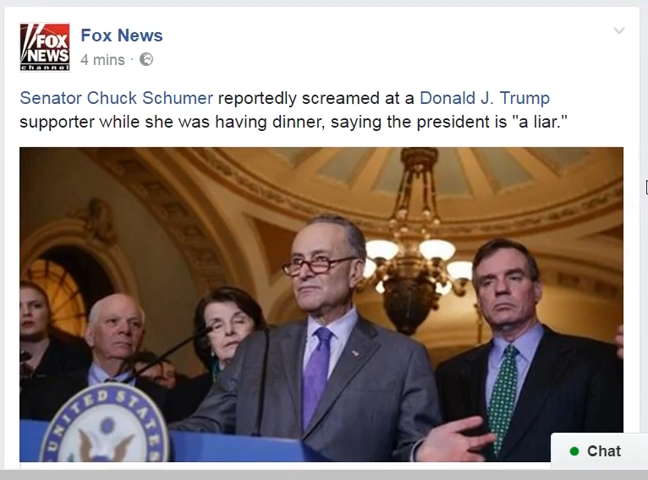 FOX
NEWS
channel
Fox News
4 mins ·
Senator Chuck Schumer reportedly screamed at a Donald J. Trump
supporter while she was having dinner, saying the president is "a liar."
UNITED STATES
Chat